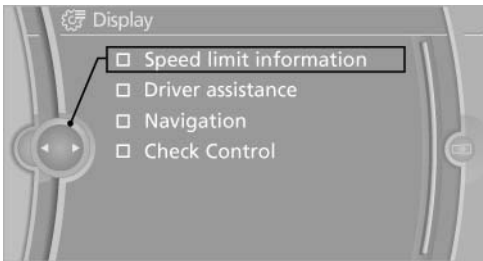 Display
Speed limit information
Driver assistance
Navigation
Check Control